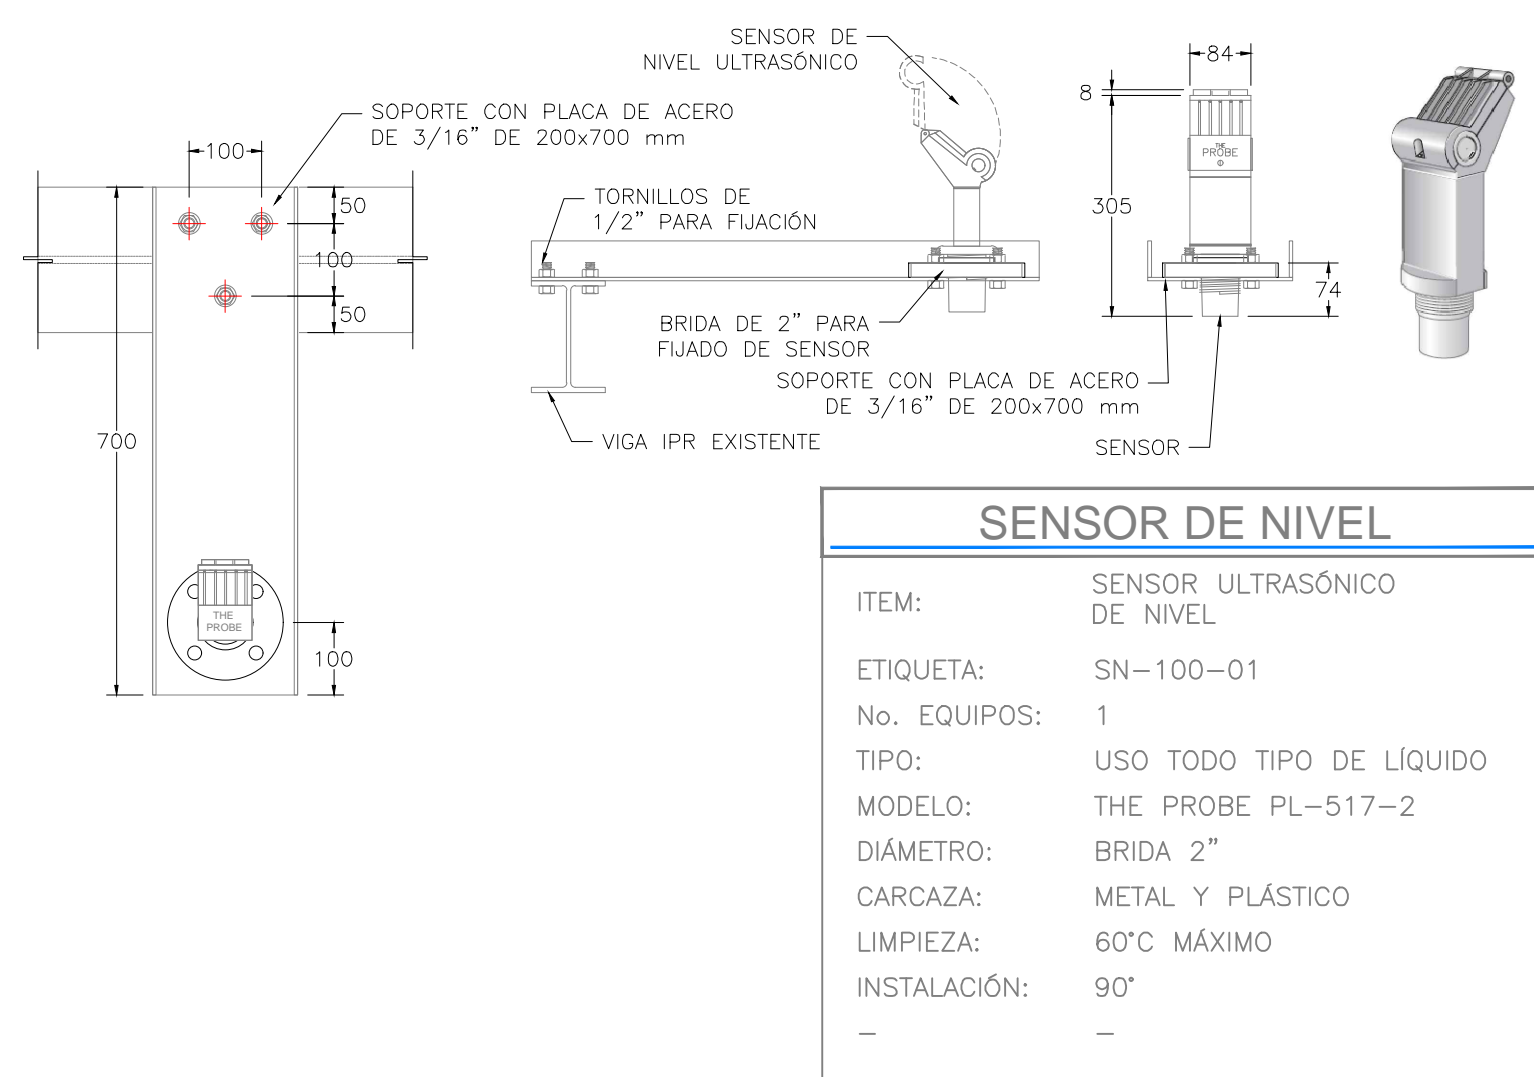 SENSOR DE
NIVEL ULTRASÓNICO
84
8
SOPORTE CON PLACA DE ACERO
DE 3/16” DE 200x700 mm
100
THE
PROBE
TORNILLOS DE
1/2” PARA FIJACIÓN
50
305
100
74
50
BRIDA DE 2” PARA
FIJADO DE SENSOR
SOPORTE CON PLACA DE ACERO
DE 3/16” DE 200x700 mm
700
VIGA IPR EXISTENTE
SENSOR
THE
PROBE
100
SENSOR DE NIVEL
ITEM: SENSOR ULTRASÓNICO
DE NIVEL
ETIQUETA: SN-100-01
No. EQUIPOS: 1
TIPO: USO TODO TIPO DE LÍQUIDO
MODELO: THE PROBE PL-517-2
DIÁMETRO: BRIDA 2”
CARCAZA: METAL Y PLÁSTICO
LIMPIEZA: 60°C MÁXIMO
INSTALACIÓN: 90°
- -